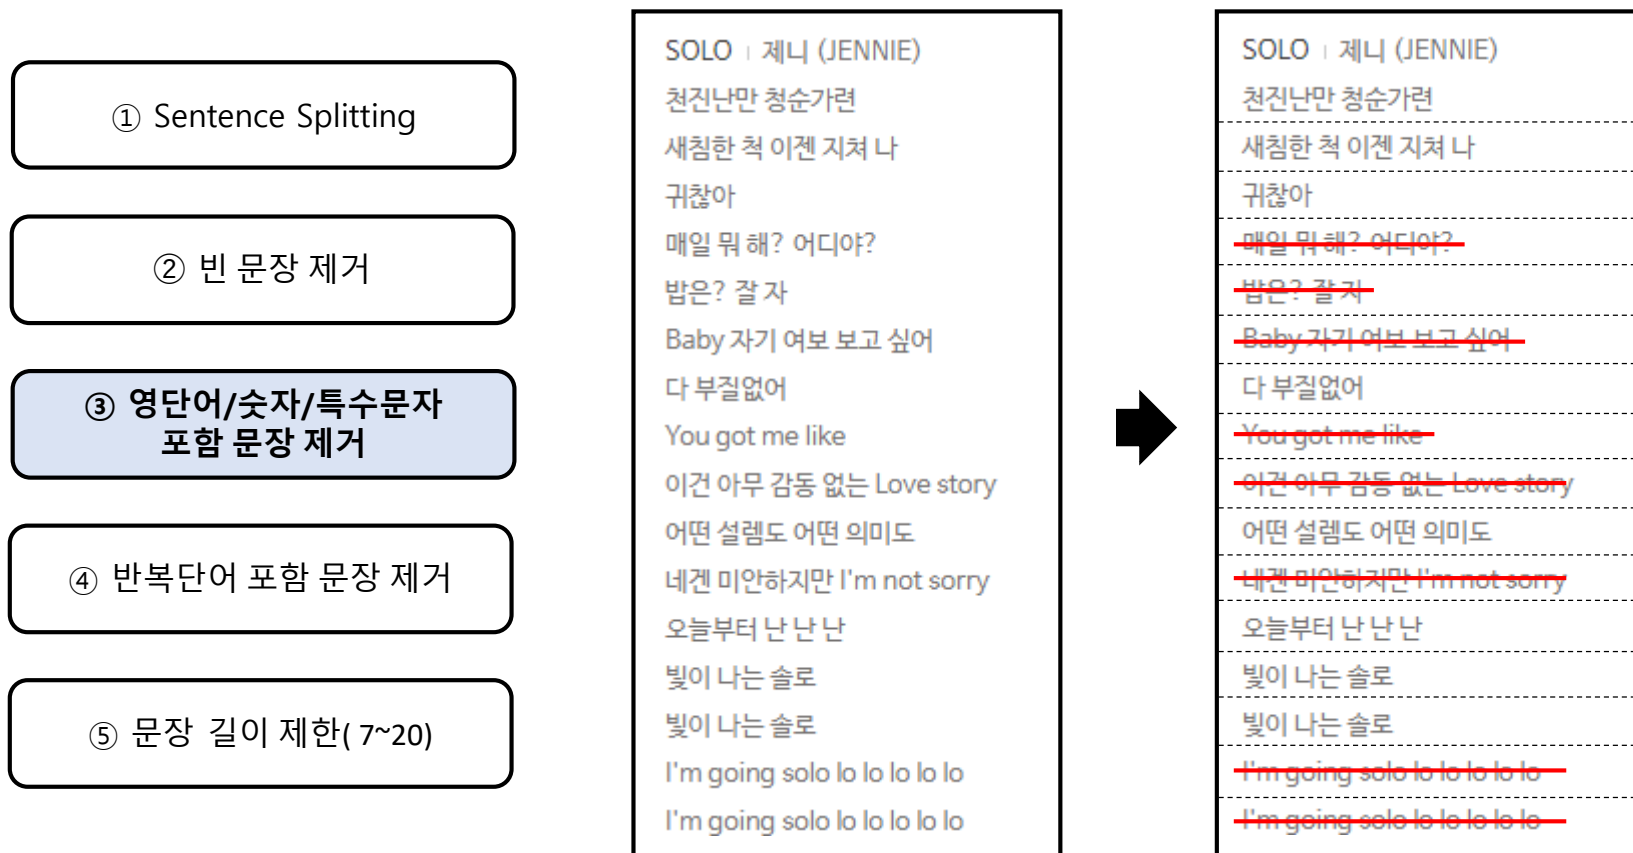 ① Sentence Splitting
② 빈 문장 제거
③ 영단어/숫자/특수문자
포함 문장 제거
④ 반복단어 포함 문장 제거
⑤ 문장 길이 제한( 7~20)
SOLO | 제니 (JENNIE)
천진난만 청순가련
새침한 척 이젠 지쳐 나
귀찮아
매일 뭐 해? 어디야?
밥은? 잘 자
Baby 자기 여보 보고 싶어
다 부질없어
You got me like
이건 아무 감동 없는 Love story
어떤 설렘도 어떤 의미도
네겐 미안하지만 I'm not sorry
오늘부터 난 난 난
빛이 나는 솔로
빛이 나는 솔로
I'm going solo lo lo lo lo lo
I'm going solo lo lo lo lo lo
SOLO | 제니 (JENNIE)
천진난만 청순가련
새침한 척 이젠 지쳐 나
귀찮아
매일 뭐 해? 어디야?
밥은? 잘 자
Baby 자기 여보 보고 싶어
다 부질없어
You got me like
이건 아무 감동 없는 Love story
어떤 설렘도 어떤 의미도
네겐 미안하지만 I'm not sorry
오늘부터 난 난 난
빛이 나는 솔로
빛이 나는 솔로
I'm going solo lo lo lo lo lo
I'm going solo lo lo lo lo lo